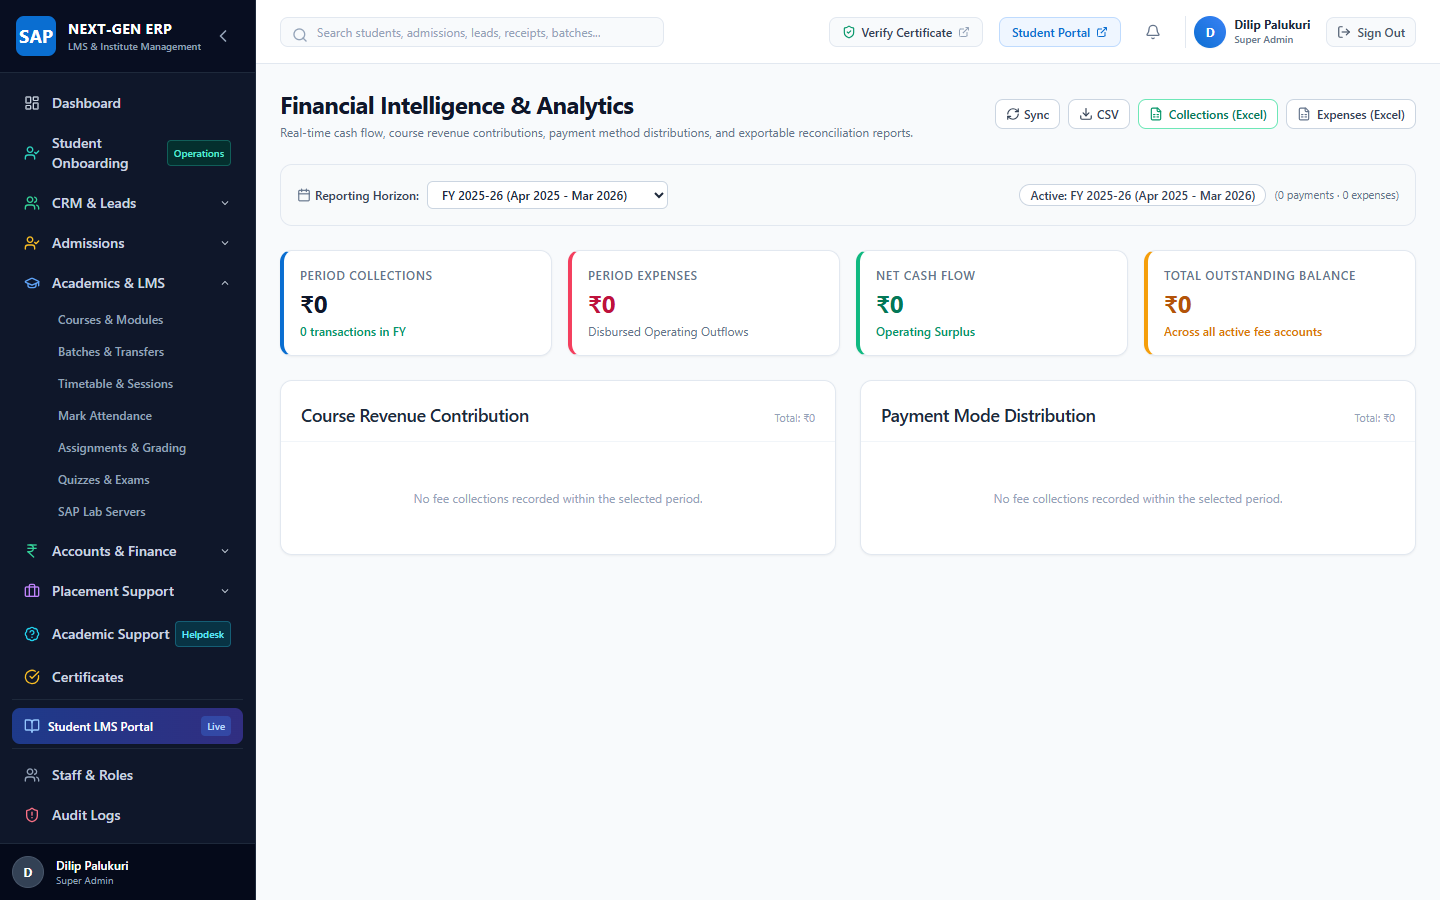 SAP
NEXT-GEN ERP
LMS & Institute Management
Dashboard
Student Onboarding
Operations
CRM & Leads
Admissions
Academics & LMS
Courses & Modules
Batches & Transfers
Timetable & Sessions
Mark Attendance
Assignments & Grading
Quizzes & Exams
SAP Lab Servers
Accounts & Finance
Placement Support
Academic Support
Helpdesk
Certificates
Student LMS Portal
Live
Staff & Roles
Audit Logs
D
Dilip Palukuri
Super Admin
Search students, admissions, leads, receipts, batches...
Verify Certificate
Student Portal
D
Dilip Palukuri
Super Admin
Sign Out
Financial Intelligence & Analytics
Real-time cash flow, course revenue contributions, payment method distributions, and exportable reconciliation reports.
Sync
CSV
Collections (Excel)
Expenses (Excel)
Reporting Horizon:
FY 2025-26 (Apr 2025 - Mar 2026)
Active: FY 2025-26 (Apr 2025 - Mar 2026)
(0 payments · 0 expenses)
PERIOD COLLECTIONS
₹0
0 transactions in FY
PERIOD EXPENSES
₹0
Disbursed Operating Outflows
NET CASH FLOW
₹0
Operating Surplus
TOTAL OUTSTANDING BALANCE
₹0
Across all active fee accounts
Course Revenue Contribution
Total: ₹0
No fee collections recorded within the selected period.
Payment Mode Distribution
Total: ₹0
No fee collections recorded within the selected period.